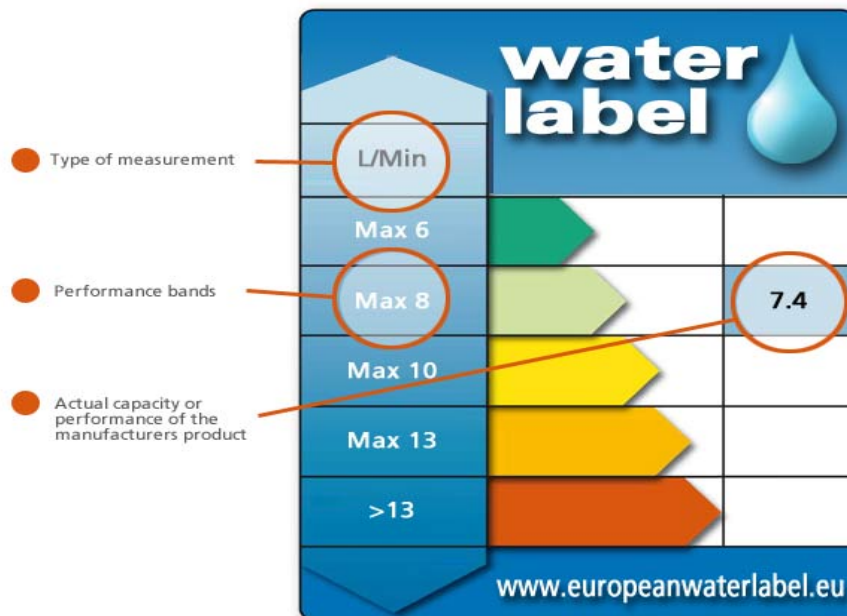 water
label
Type of measurement
L/Min
Max 6
Performance bands
Max 8
7.4
Max 10
Actual capacity or
performance of the
manufacturers product
Max 13
>13
www.europeanwaterlabel.eu